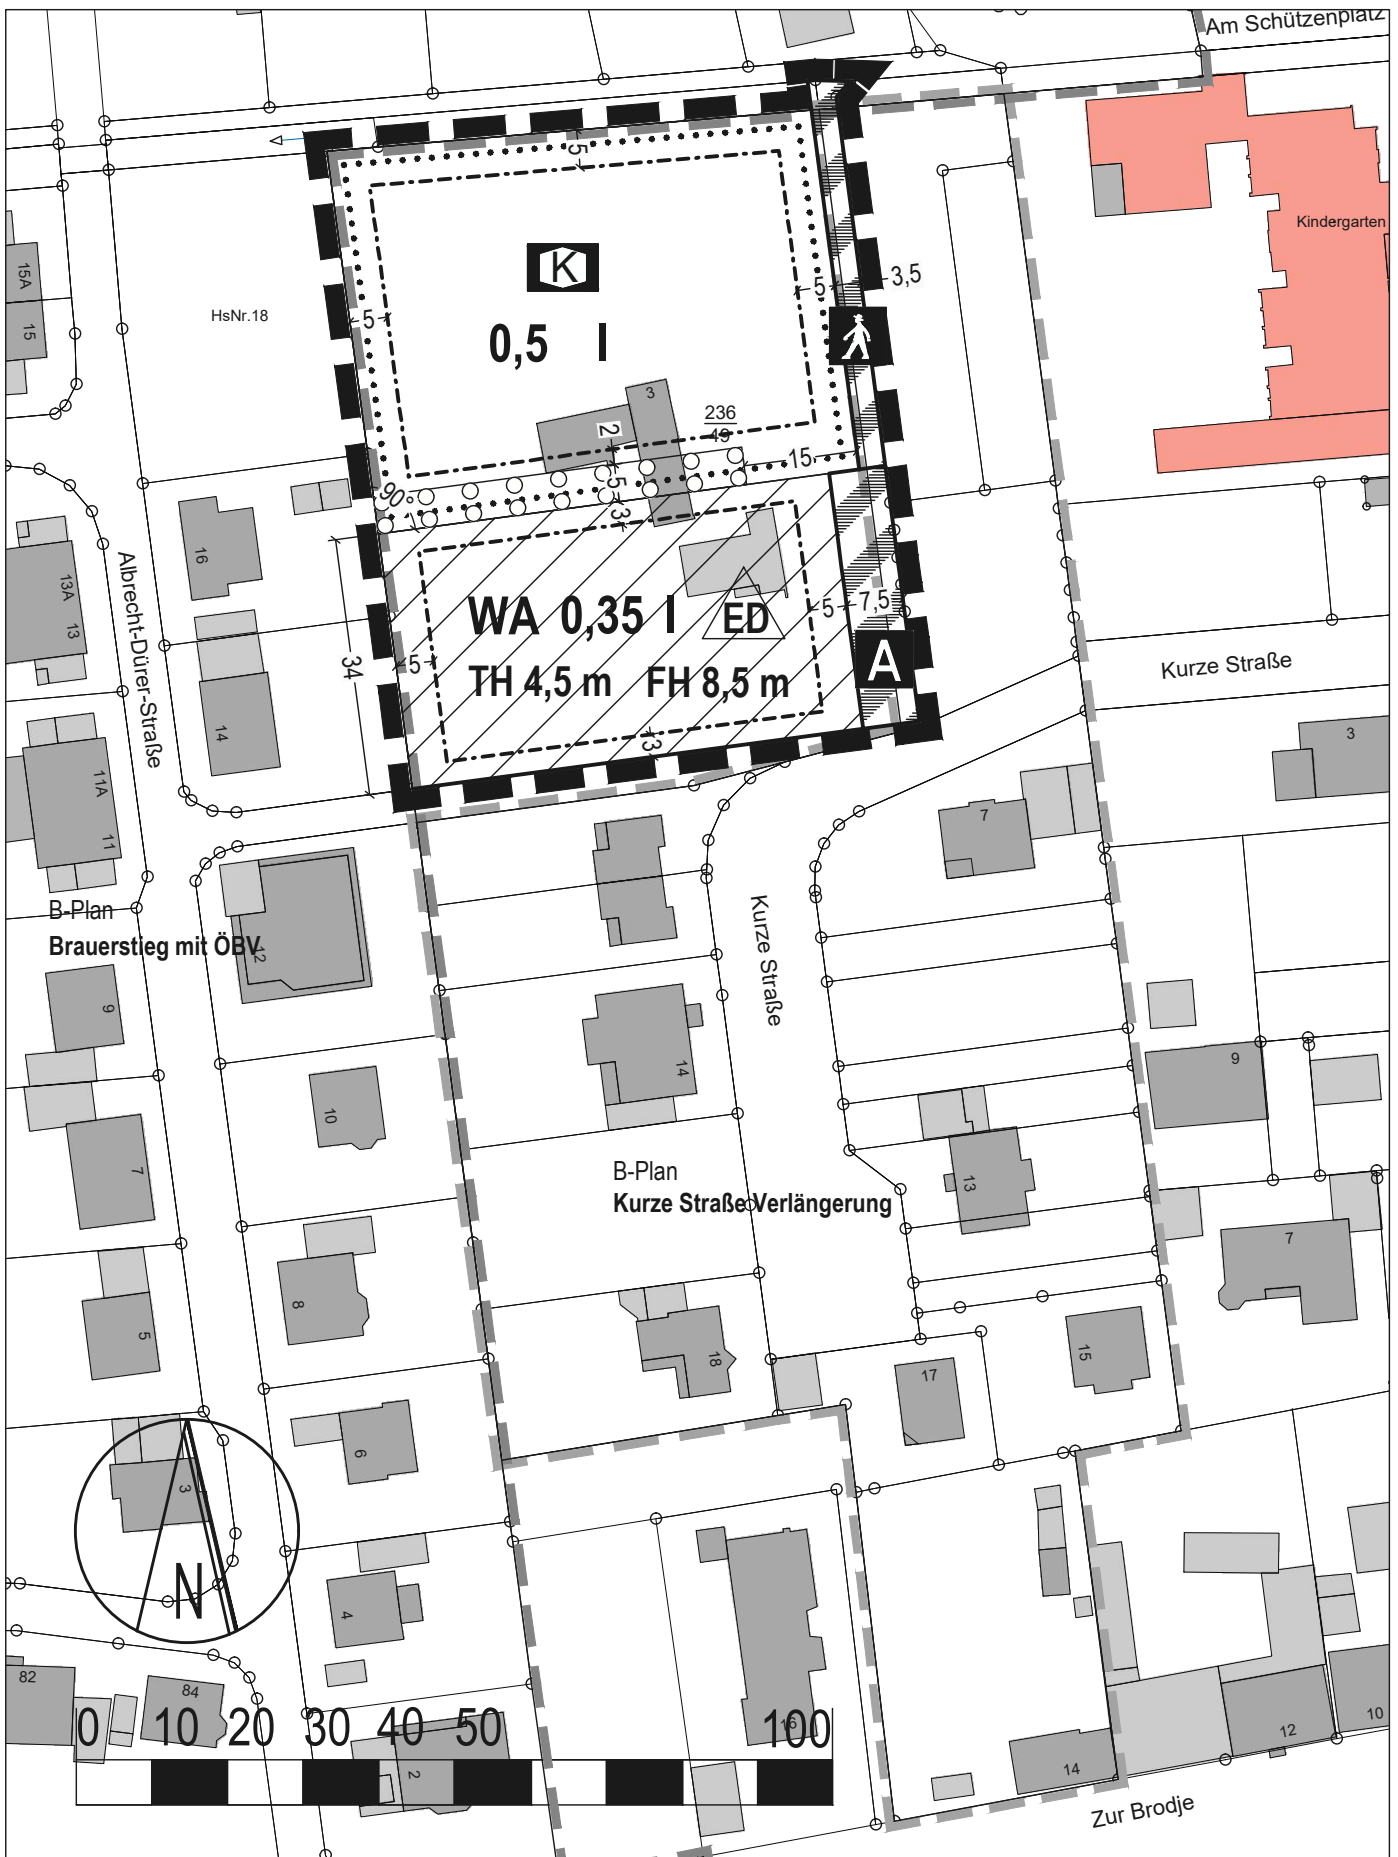 Am Schützenplatz
Kindergarten
15A
15
HsNr.18
K
0,5 I
5
5
5
3,5
3
236
49
2
15
90°
5
3
16
13A
13
Albrecht-Dürer-Straße
34
WA 0,35 I ED
TH 4,5 m FH 8,5 m
5
5
7,5
A
3
14
Kurze Straße
3
11A
11
7
B-Plan
Brauerstieg mit ÖBV
12
Kurze Straße
9
14
9
10
7
B-Plan
Kurze Straße Verlängerung
13
7
8
5
18
17
15
6
3
N
4
82
84
0 10 20 30 40 50 100
2
16
14
12
10
Zur Brodje